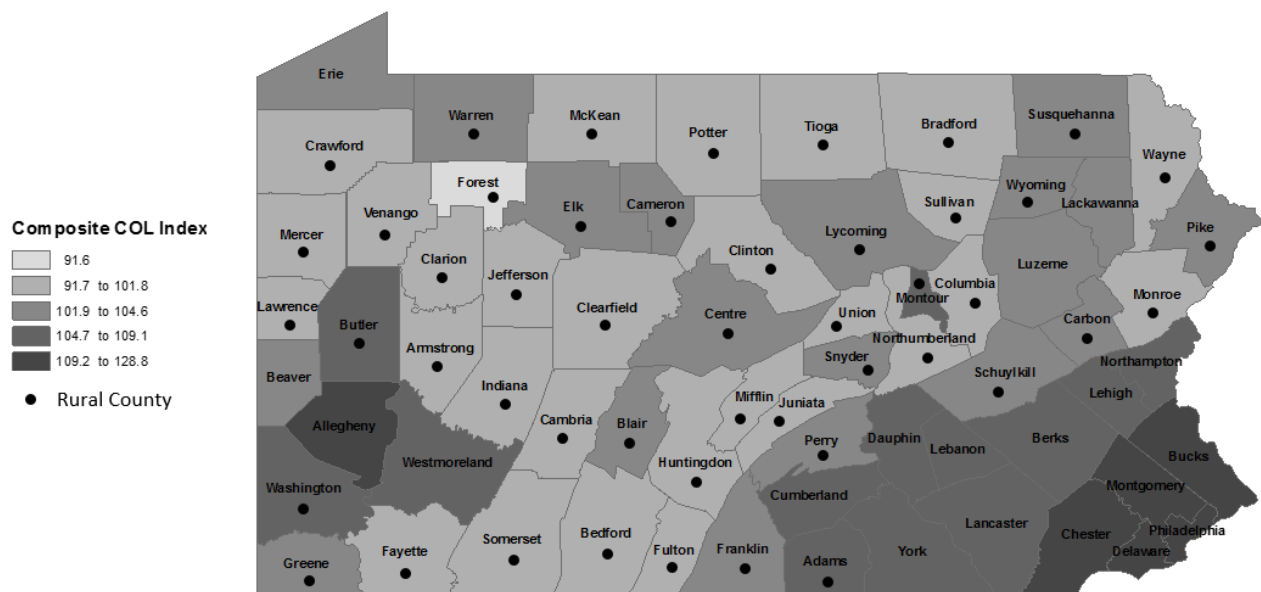 Composite COL Index
91.6
91.7 to 101.8
101.9 to 104.6
104.7 to 109.1
109.2 to 128.8
Rural County
Erie
Warren
McKean
Potter
Tioga
Bradford
Susquehanna
Wayne
Crawford
Forest
Elk
Cameron
Sullivan
Wyoming
Lackawanna
Pike
Mercer
Venango
Clarion
Jefferson
Clearfield
Clinton
Lycoming
Montour
Columbia
Luzerne
Monroe
Lawrence
Butler
Armstrong
Centre
Union
Northumberland
Snyder
Carbon
Schuylkill
Northampton
Lehigh
Beaver
Allegheny
Indiana
Cambria
Blair
Mifflin
Juniata
Huntingdon
Perry
Dauphin
Lebanon
Berks
Bucks
Westmoreland
Washington
Cumberland
Lancaster
Montgomery
Philadelphia
Chester
Delaware
Greene
Fayette
Somerset
Bedford
Fulton
Franklin
Adams
York